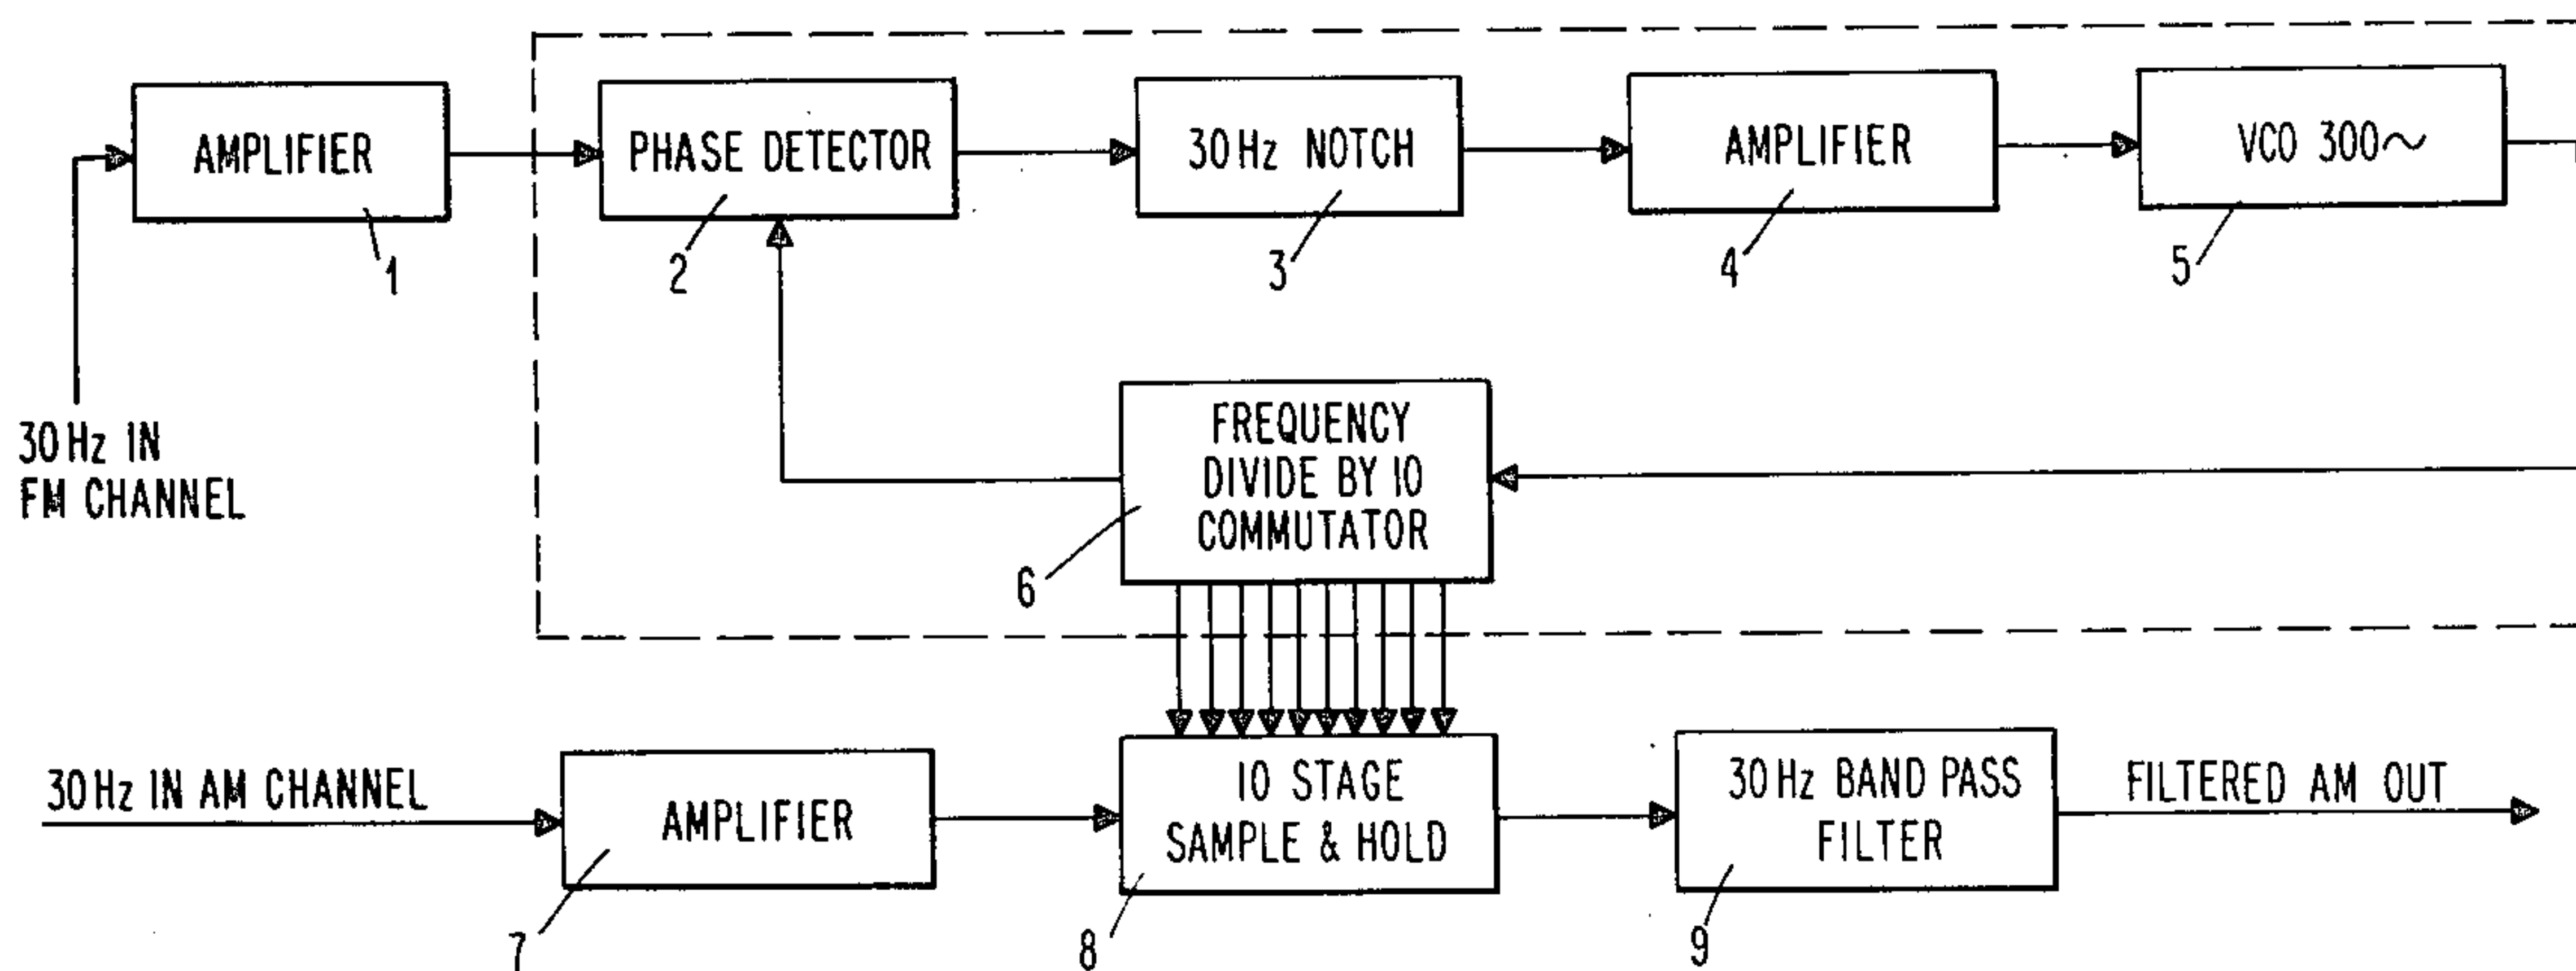 AMPLIFIER
PHASE DETECTOR
30 Hz NOTCH
AMPLIFIER
VCO 300~
1
2
3
4
5
30 Hz IN
FM CHANNEL
FREQUENCY
DIVIDE BY 10
COMMUTATOR
6
30 Hz IN AM CHANNEL
AMPLIFIER
10 STAGE
SAMPLE & HOLD
30 Hz BAND PASS
FILTER
FILTERED AM OUT
7
8
9